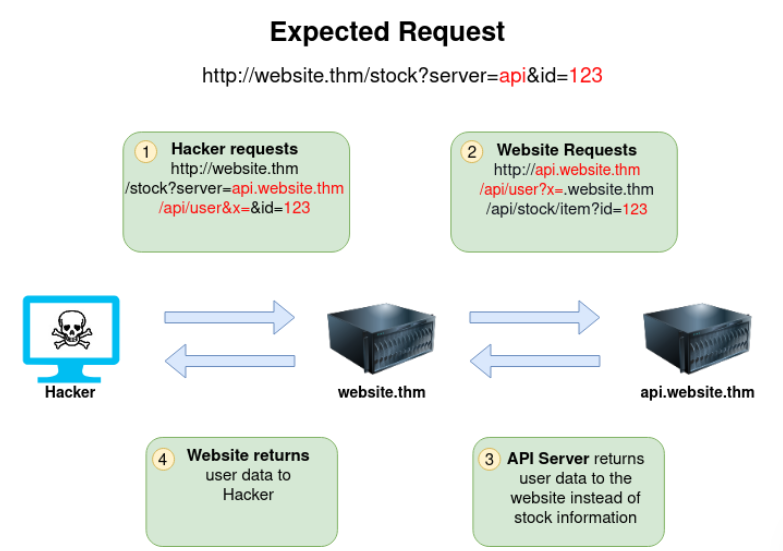 Expected Request
http://website.thm/stock?server=api&id=123
1 Hacker requests
http://website.thm
/stock?server=api.website.thm
/api/user&x=&id=123
2 Website Requests
http://api.website.thm
/api/user?x=.website.thm
/api/stock/item?id=123
Hacker
website.thm
api.website.thm
4 Website returns
user data to
Hacker
3 API Server returns
user data to the
website instead of
stock information